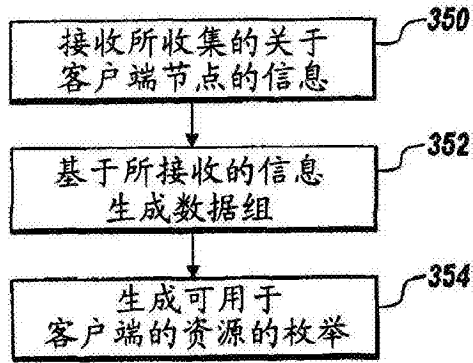 接收所收集的关于
客户端节点的信息
350
基于所接收的信息
生成数据组
352
生成可用于
客户端的资源的枚举
354